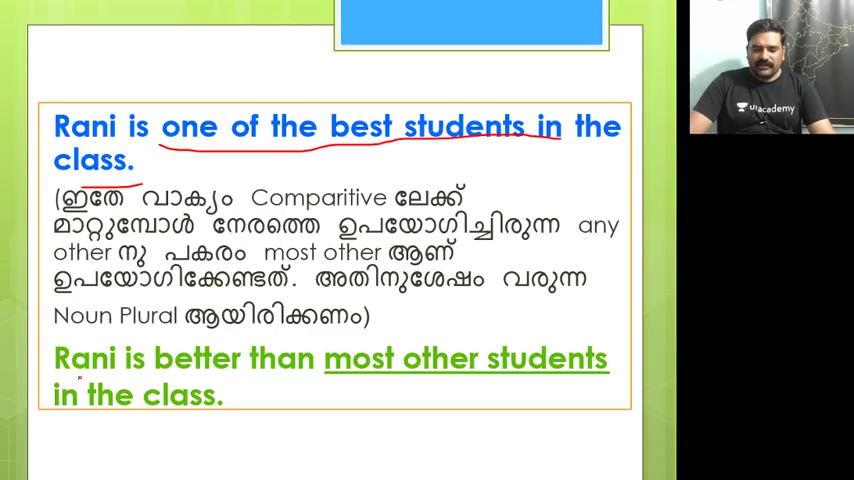 Rani is one of the best students in the
class.
(ഇതേ വാക്യം Comparitive ലേക്ക്
മാറ്റുമ്പോൾ നേരത്തെ ഉപയോഗിച്ചിരുന്ന any
other നു പകരം most other ആണ്
ഉപയോഗിക്കേണ്ടത്. അതിനുശേഷം വരുന്ന
Noun Plural ആയിരിക്കണം)
Rani is better than most other students
in the class.
unacademy